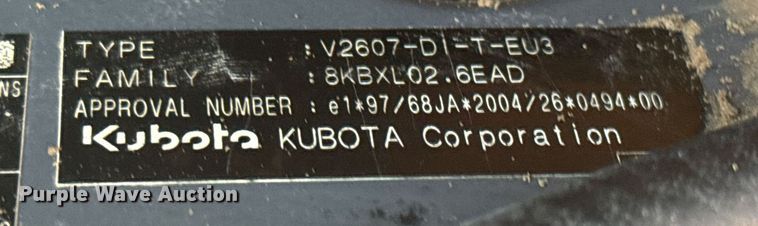 TYPE : V2607-DI-T-EU3
FAMILY : 8KBXL02.6EAD
APPROVAL NUMBER : e1*97/68JA*2004/26*0494*00
Kubota KUBOTA Corporation
NS
Purple Wave Auction